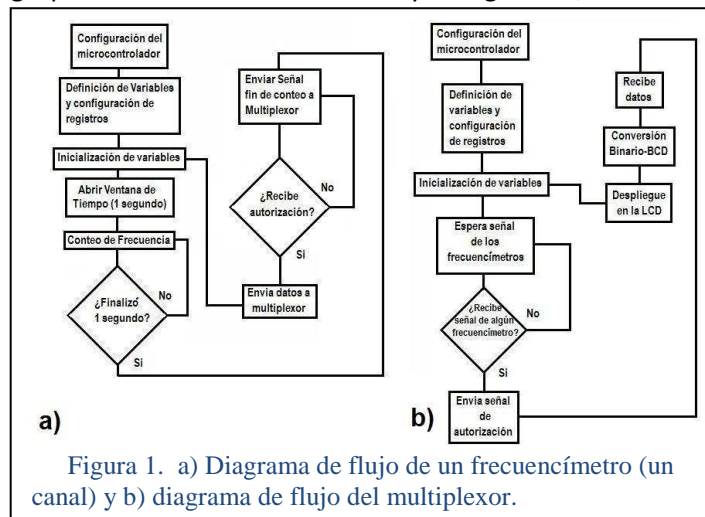 Configuración del
microcontrolador
Definición de Variables
y configuración de
registros
Inicialización de variables
Abrir Ventana de
Tiempo (1 segundo)
Conteo de Frecuencia
¿Finalizó
1 segundo?
No
Si
Enviar Señal
fin de conteo a
Multiplexor
¿Recibe
autorización?
No
Si
Envía datos a
multiplexor
a)
Configuración del
microcontrolador
Definición de
variables y
configuración
de registros
Inicialización de variables
Espera señal
de los
frecuencímetros
¿Recibe
señal de algún
frecuencímetro?
No
Si
Envía señal
de
autorización
Recibe
datos
Conversión
Binario-BCD
Despliegue
en la LCD
b)
Figura 1. a) Diagrama de flujo de un frecuencímetro (un
canal) y b) diagrama de flujo del multiplexor.